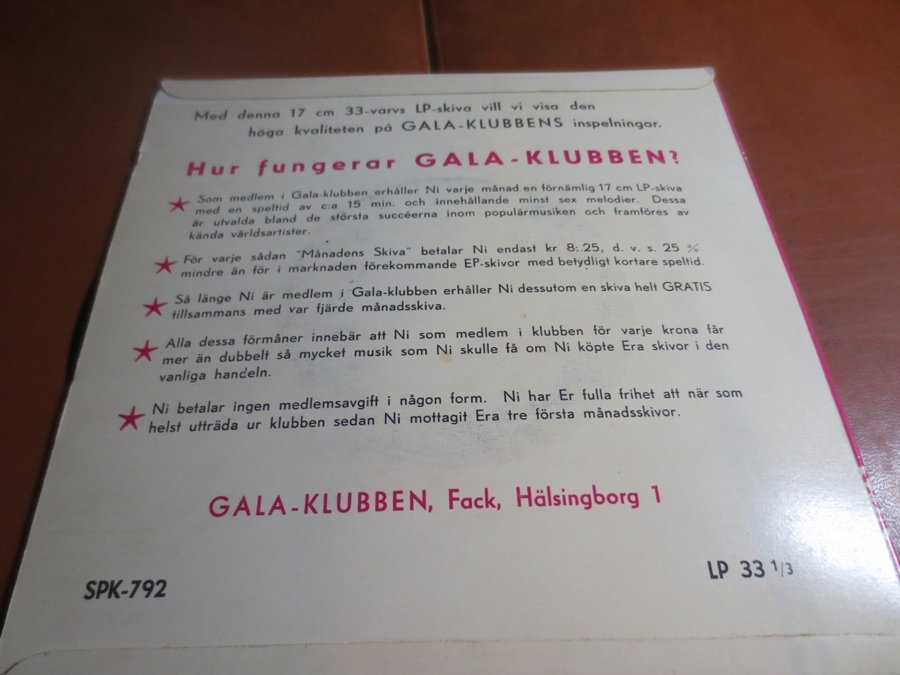 Med denna 17 cm 33-varvs LP-skiva vill vi visa den
höga kvaliteten på GALA-KLUBBENS inspelningar.
Hur fungerar GALA-KLUBBEN?
Som medlem i Gala-klubben erhåller Ni varje månad en förnämlig 17 cm LP-skiva
med en speltid av c:a 15 min. och innehållande minst sex melodier. Dessa
är utvalda bland de största succéerna inom populärmusiken och framföres av
kända världsartister.
För varje sådan "Månadens Skiva" betalar Ni endast kr 8:.25, d. v. s. 25 %
mindre än för i marknaden förekommande EP-skivor med betydligt kortare speltid.
Så länge Ni är medlem i Gala-klubben erhåller Ni dessutom en skiva helt GRATIS
tillsammans med var fjärde månadsskiva.
Alla dessa förmåner innebär att Ni som medlem i klubben för varje krona får
mer än dubbelt så mycket musik som Ni skulle få om Ni köpte Era skivor i den
vanliga handeln.
Ni betalar ingen medlemsavgift i någon form. Ni har Er fulla frihet att när som
helst utträda ur klubben sedan Ni mottagit Era tre första månadsskivor.
GALA-KLUBBEN, Fack, Hälsingborg 1
SPK-792
LP 33 1/3